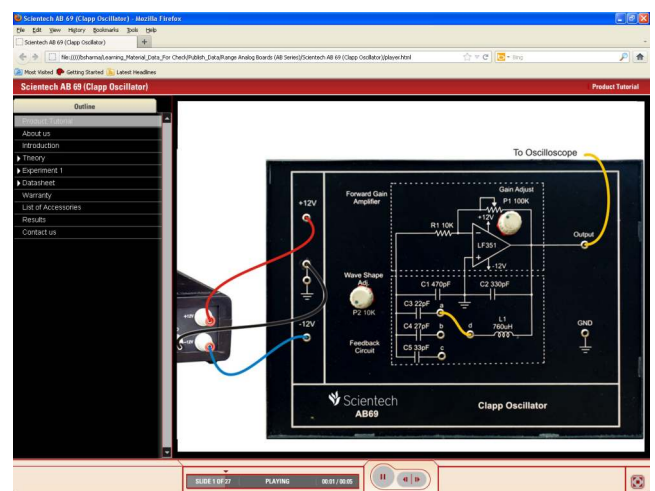 Scientech AB 69 (Clapp Oscillator) - Mozilla Firefox
File Edit View History Bookmarks Tools Help
Scientech AB 69 (Clapp Oscillator) +
Bing
Most Visited Getting Started Latest Headlines
Scientech AB 69 (Clapp Oscillator) Product Tutorial
Outline
Product Tutorial
About us
Introduction
Theory
Experiment 1
Datasheet
Warranty
List of Accessories
Results
Contact us
To Oscilloscope
+12V
Forward Gain
Amplifier
Gain Adjust
P1 100K
+12V
R1 10K
LF351
-12V
Output
Wave Shape
Adj.
P2 10K
C1 470pF
C2 330pF
C3 22pF
a
C4 27pF
b
d
L1
760uH
C5 33pF
c
Feedback
Circuit
-12V
GND
+12V
-12V
Scientech
AB69
Clapp Oscillator
SLIDE 1 OF 37 PLAYING 00:01 / 00:05